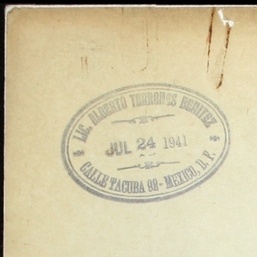 LIC. ALBERTO TERRONES BENITEZ
JUL 24 1941
CALLE TACUBA 88 - MEXICO, D. F.